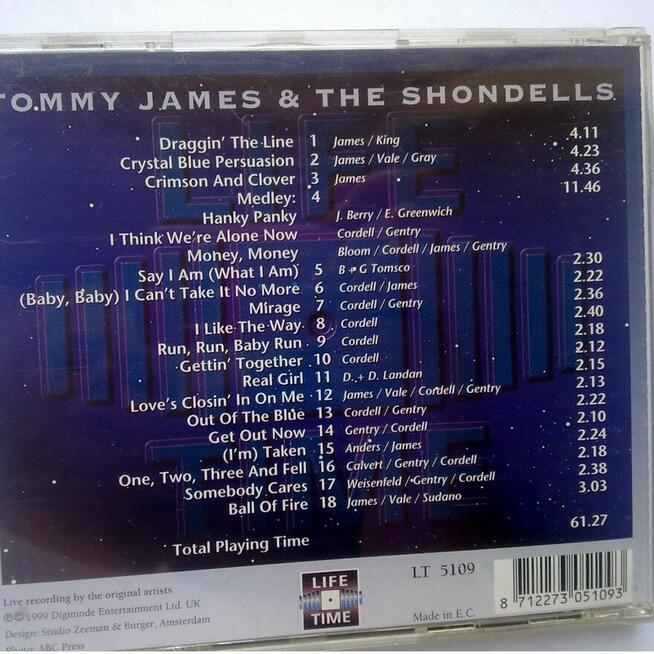 TOMMY JAMES & THE SHONDELLS
Draggin' The Line 1 James / King 4.11
Crystal Blue Persuasion 2 James / Vale / Gray 4.23
Crimson And Clover 3 James 4.36
Medley: 4 11.46
Hanky Panky J. Berry / E. Greenwich
I Think We're Alone Now Cordell / Gentry
Money, Money Bloom / Cordell / James / Gentry
Say I Am (What I Am) 5 B + G Tomsco 2.30
(Baby, Baby) I Can't Take It No More 6 Cordell / James 2.22
Mirage 7 Cordell / Gentry 2.36
I Like The Way 8 Cordell 2.40
Run, Run, Baby Run 9 Cordell 2.18
Gettin' Together 10 Cordell 2.12
Real Girl 11 D. + D. Landan 2.15
Love's Closin' In On Me 12 James / Vale / Cordell / Gentry 2.13
Out Of The Blue 13 Cordell / Gentry 2.22
Get Out Now 14 Gentry / Cordell 2.10
(I'm) Taken 15 Anders / James 2.24
One, Two, Three And Fell 16 Calvert / Gentry / Cordell 2.18
Somebody Cares 17 Weisenfeld / Gentry / Cordell 2.38
Ball Of Fire 18 James / Vale / Sudano 3.03
Total Playing Time 61.27
LIFE
TIME
Live recording by the original artists
℗© 1999 Digimode Entertainment Ltd. UK
Design: Studio Zeeman & Burger, Amsterdam
Photo: ABC Press
LIFE
TIME
LT 5109
Made in E.C.
8 712273 051093